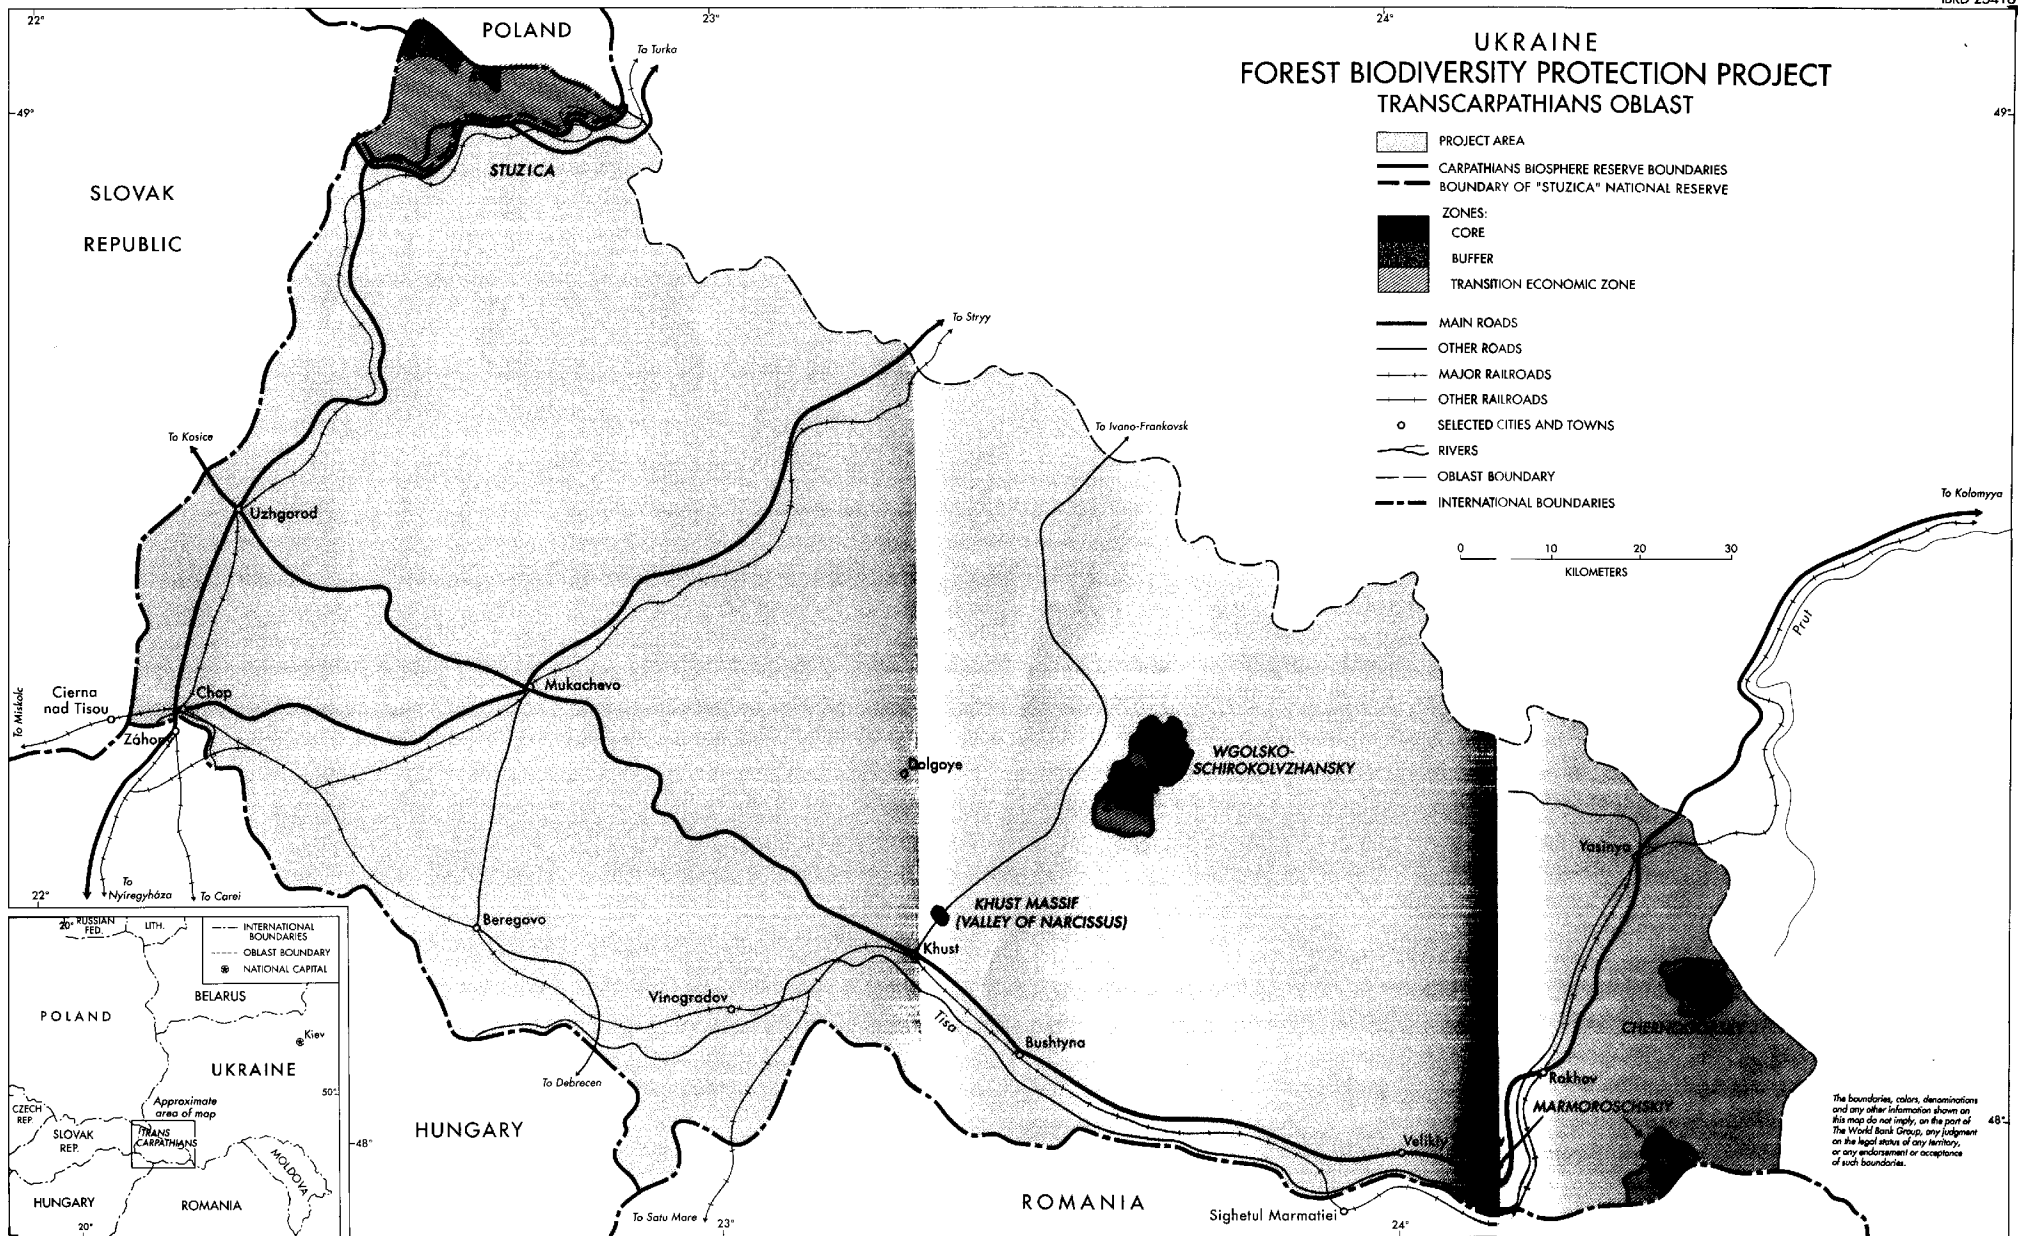 22°
23°
24°
UKRAINE
FOREST BIODIVERSITY PROTECTION PROJECT
TRANSCARPATHIANS OBLAST
PROJECT AREA
CARPATHIANS BIOSPHERE RESERVE BOUNDARIES
BOUNDARY OF "STUZICA" NATIONAL RESERVE
ZONES:
CORE
BUFFER
TRANSITION ECONOMIC ZONE
MAIN ROADS
OTHER ROADS
MAJOR RAILROADS
OTHER RAILROADS
SELECTED CITIES AND TOWNS
RIVERS
OBLAST BOUNDARY
INTERNATIONAL BOUNDARIES
0 10 20 30
KILOMETERS
49°
49°
POLAND
To Turka
STUZICA
SLOVAK
REPUBLIC
To Stryy
To Kosice
To Ivano-Frankovsk
To Kolomyya
Uzhgorod
Prut
Mukachevo
Chop
Cierna
nad Tisou
To Miskolc
Záhony
Dolgoye
WGOLSKO-
SCHIROKOLVZHANSKY
Yasinya
To
Nyíregyháza
To Carei
22°
Beregovo
KHUST MASSIF
(VALLEY OF NARCISSUS)
Khust
Vinogradov
Tisa
Bushtyna
CHERNOGORSKY
Rakhov
MARMOROSCHSKIY
To Debrecen
HUNGARY
Velikiy
48°
48°
ROMANIA
Sighetul Marmatiei
To Satu Mare
23°
24°
The boundaries, colors, denominations
and any other information shown on
this map do not imply, on the part of
The World Bank Group, any judgment
on the legal status of any territory,
or any endorsement or acceptance
of such boundaries.
20°
RUSSIAN
FED.
LITH.
INTERNATIONAL
BOUNDARIES
OBLAST BOUNDARY
NATIONAL CAPITAL
BELARUS
POLAND
Kiev
UKRAINE
50°
Approximate
area of map
CZECH
REP.
SLOVAK
REP.
TRANS
CARPATHIANS
MOLDOVA
HUNGARY
ROMANIA
20°